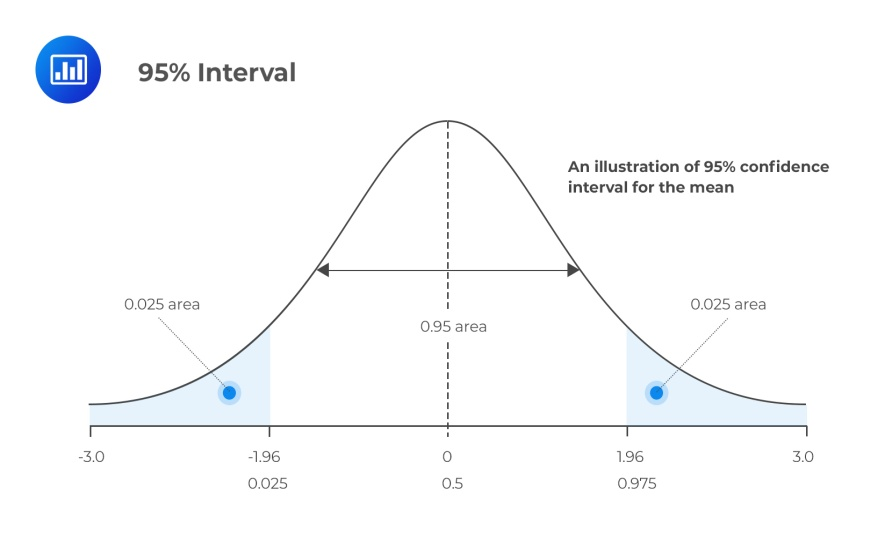 95% Interval
An illustration of 95% confidence
interval for the mean
0.025 area
0.025 area
0.95 area
-3.0 -1.96 0 1.96 3.0
0.025 0.5 0.975